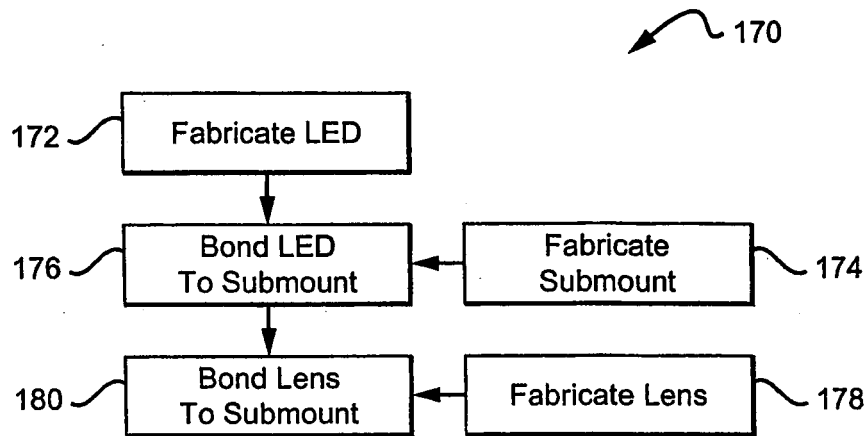 170
172
Fabricate LED
176
Bond LED
To Submount
Fabricate
Submount
174
180
Bond Lens
To Submount
Fabricate Lens
178